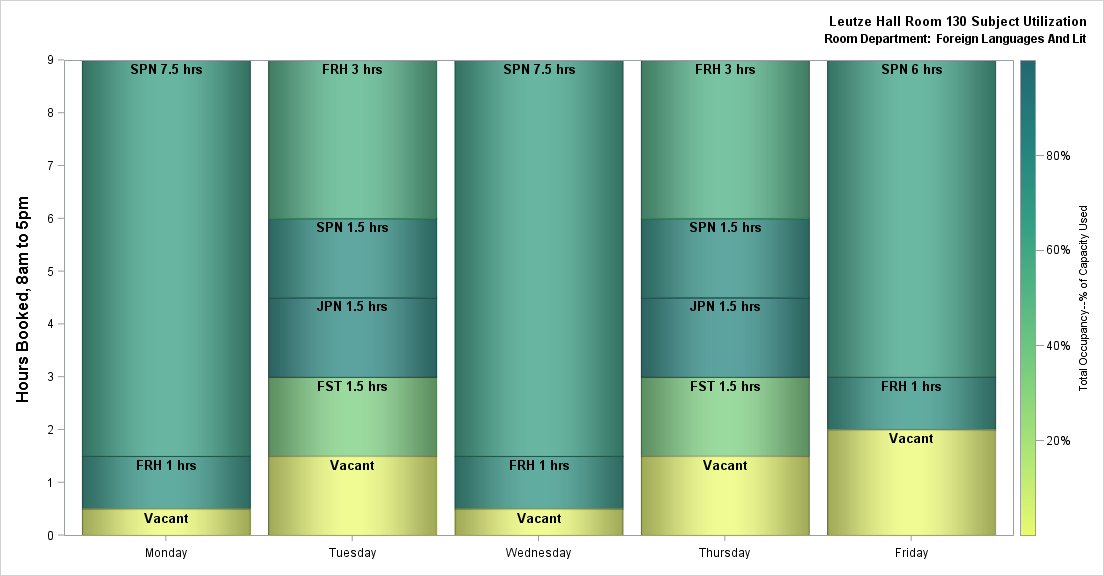 Leutze Hall Room 130 Subject Utilization
Room Department: Foreign Languages And Lit
Hours Booked, 8am to 5pm
9
8
7
6
5
4
3
2
1
0
SPN 7.5 hrs
FRH 1 hrs
Vacant
Monday
FRH 3 hrs
SPN 1.5 hrs
JPN 1.5 hrs
FST 1.5 hrs
Vacant
Tuesday
SPN 7.5 hrs
FRH 1 hrs
Vacant
Wednesday
FRH 3 hrs
SPN 1.5 hrs
JPN 1.5 hrs
FST 1.5 hrs
Vacant
Thursday
SPN 6 hrs
FRH 1 hrs
Vacant
Friday
80%
60%
40%
20%
Total Occupancy--% of Capacity Used